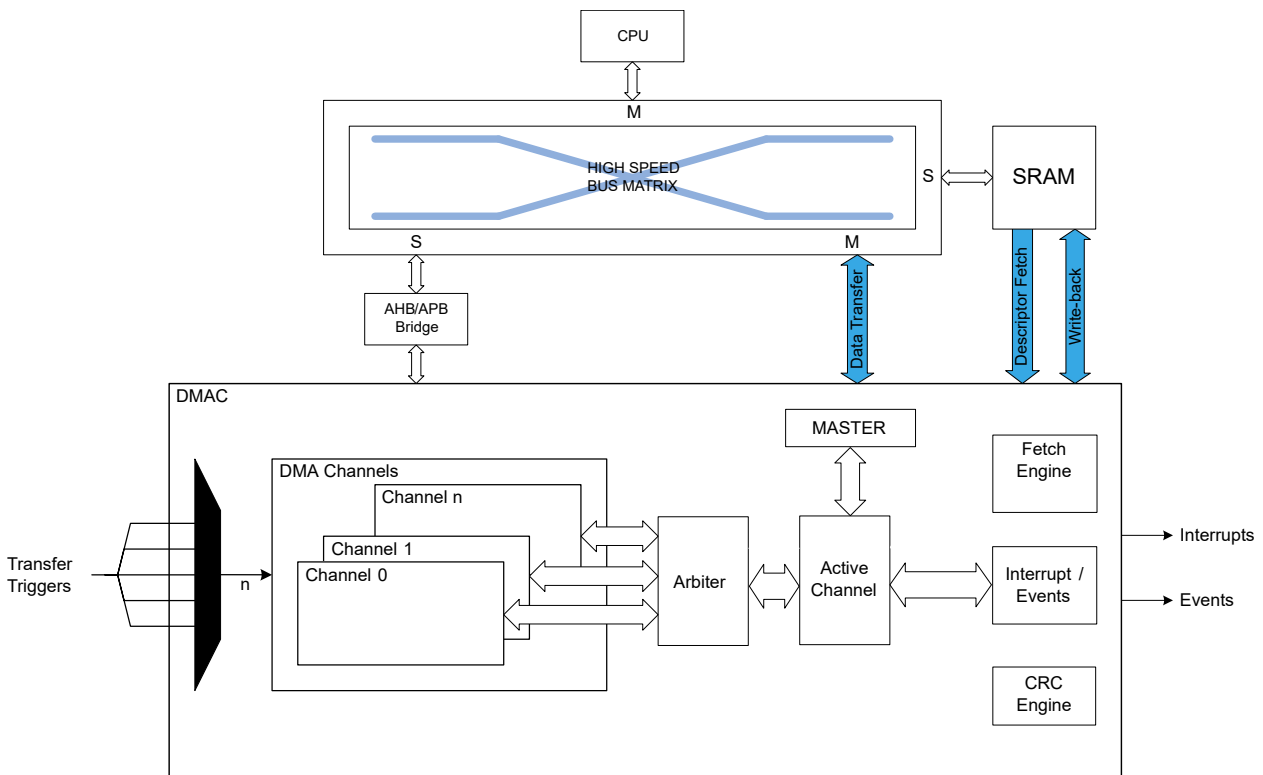 CPU
M
HIGH SPEED
BUS MATRIX
S
SRAM
S
M
AHB/APB
Bridge
Data Transfer
Descriptor Fetch
Write-back
DMAC
MASTER
Fetch
Engine
DMA Channels
Channel n
Channel 1
Channel 0
Transfer
Triggers
n
Arbiter
Active
Channel
Interrupt /
Events
Interrupts
Events
CRC
Engine